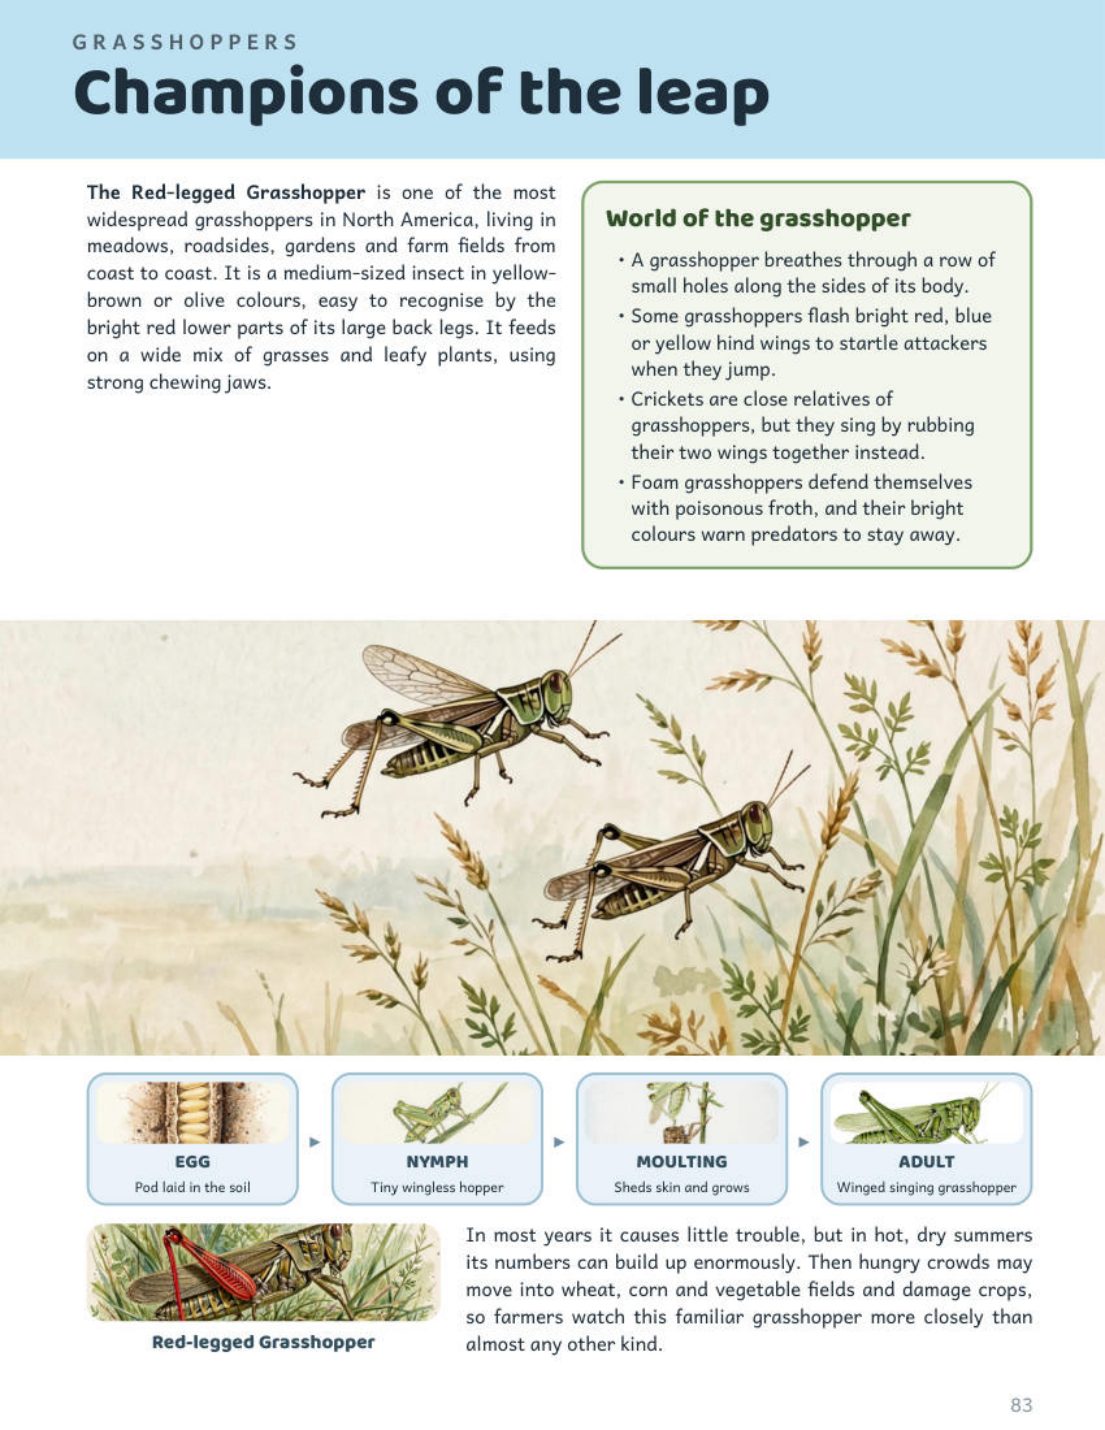 GRASSHOPPERS
Champions of the leap
The Red-legged Grasshopper is one of the most
widespread grasshoppers in North America, living in
meadows, roadsides, gardens and farm fields from
coast to coast. It is a medium-sized insect in yellow-
brown or olive colours, easy to recognise by the
bright red lower parts of its large back legs. It feeds
on a wide mix of grasses and leafy plants, using
strong chewing jaws.
World of the grasshopper
• A grasshopper breathes through a row of
small holes along the sides of its body.
• Some grasshoppers flash bright red, blue
or yellow hind wings to startle attackers
when they jump.
• Crickets are close relatives of
grasshoppers, but they sing by rubbing
their two wings together instead.
• Foam grasshoppers defend themselves
with poisonous froth, and their bright
colours warn predators to stay away.
EGG
Pod laid in the soil
NYMPH
Tiny wingless hopper
MOULTING
Sheds skin and grows
ADULT
Winged singing grasshopper
Red-legged Grasshopper
In most years it causes little trouble, but in hot, dry summers
its numbers can build up enormously. Then hungry crowds may
move into wheat, corn and vegetable fields and damage crops,
so farmers watch this familiar grasshopper more closely than
almost any other kind.
83